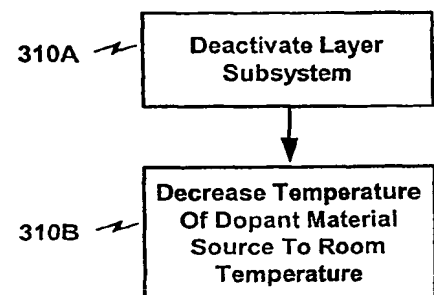 310A
Deactivate Layer
Subsystem
310B
Decrease Temperature
Of Dopant Material
Source To Room
Temperature